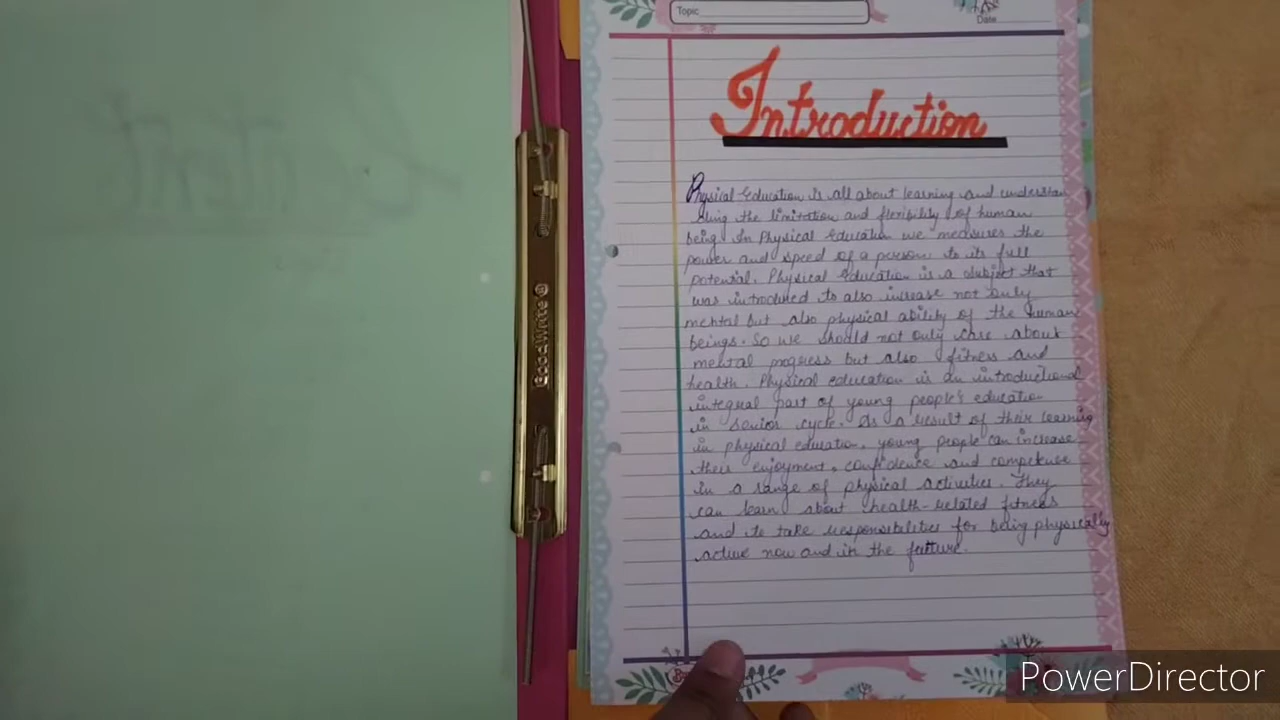 Topic
Date
Introduction
Physical Education is all about learning and understan
ding the limitation and flexibility of human
being. In Physical Education we measures the
power and speed of a person to its full
potential. Physical Education is a subject that
was introduced to also increase not only
mental but also physical ability of the human
beings. So we should not only care about
mental progress but also fitness and
health. Physical education is an introductional
integral part of young people's education
in senior cycle. As a result of their learning
in physical education, young people can increase
their enjoyment, confidence and competence
in a range of physical activities. They
can learn about health-related fitness
and to take responsibilities for being physically
active now and in the future.
GoodWrite
PowerDirector